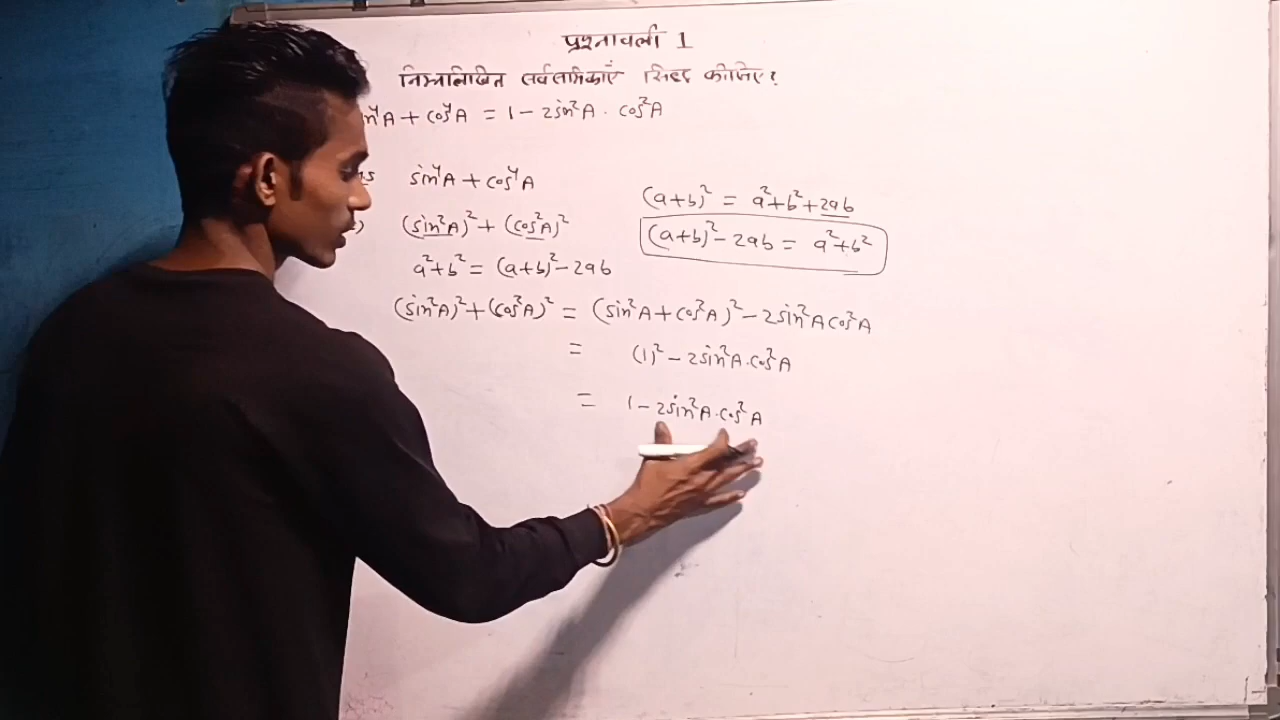 प्रश्नावली 1
निम्नलिखित सर्वसमिकाएँ सिद्ध कीजिए?
n⁴A + cos⁴A = 1 - 2sin²A . cos²A
sin⁴A + cos⁴A
(sin²A)² + (cos²A)²
a²+b² = (a+b)² - 2ab
(a+b)² = a²+b²+2ab
(a+b)² - 2ab = a²+b²
(sin²A)² + (cos²A)² = (sin²A + cos²A)² - 2sin²A cos²A
= (1)² - 2sin²A . cos²A
= 1 - 2sin²A . cos²A